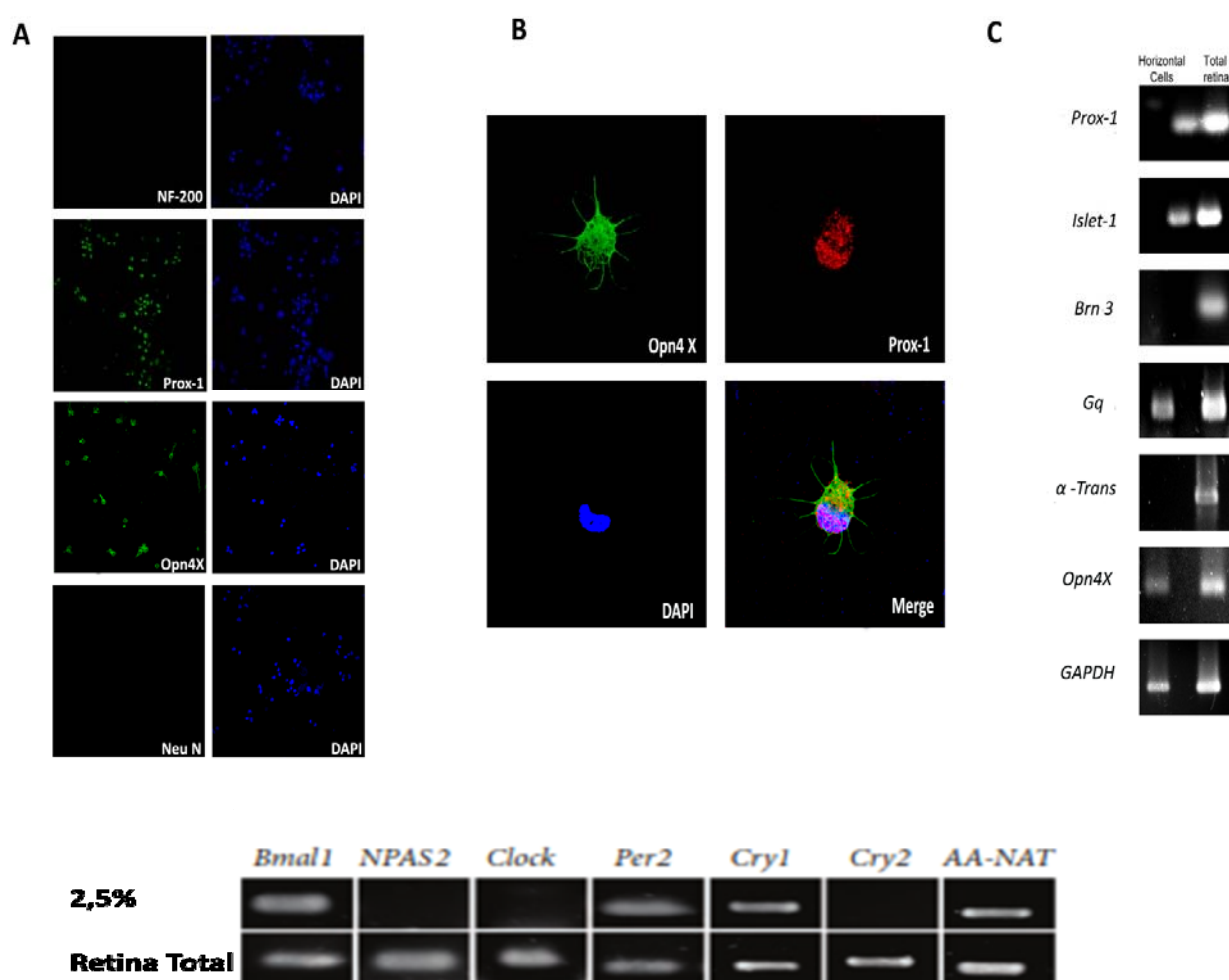 A
NF-200
DAPI
Prox-1
DAPI
Opn4X
DAPI
Neu N
DAPI
B
Opn4 X
Prox-1
DAPI
Merge
C
Horizontal Total
Cells retina
Prox-1
Islet-1
Brn 3
Gq
α -Trans
Opn4X
GAPDH
Bmal1 NPAS2 Clock Per2 Cry1 Cry2 AA-NAT
2,5%
Retina Total